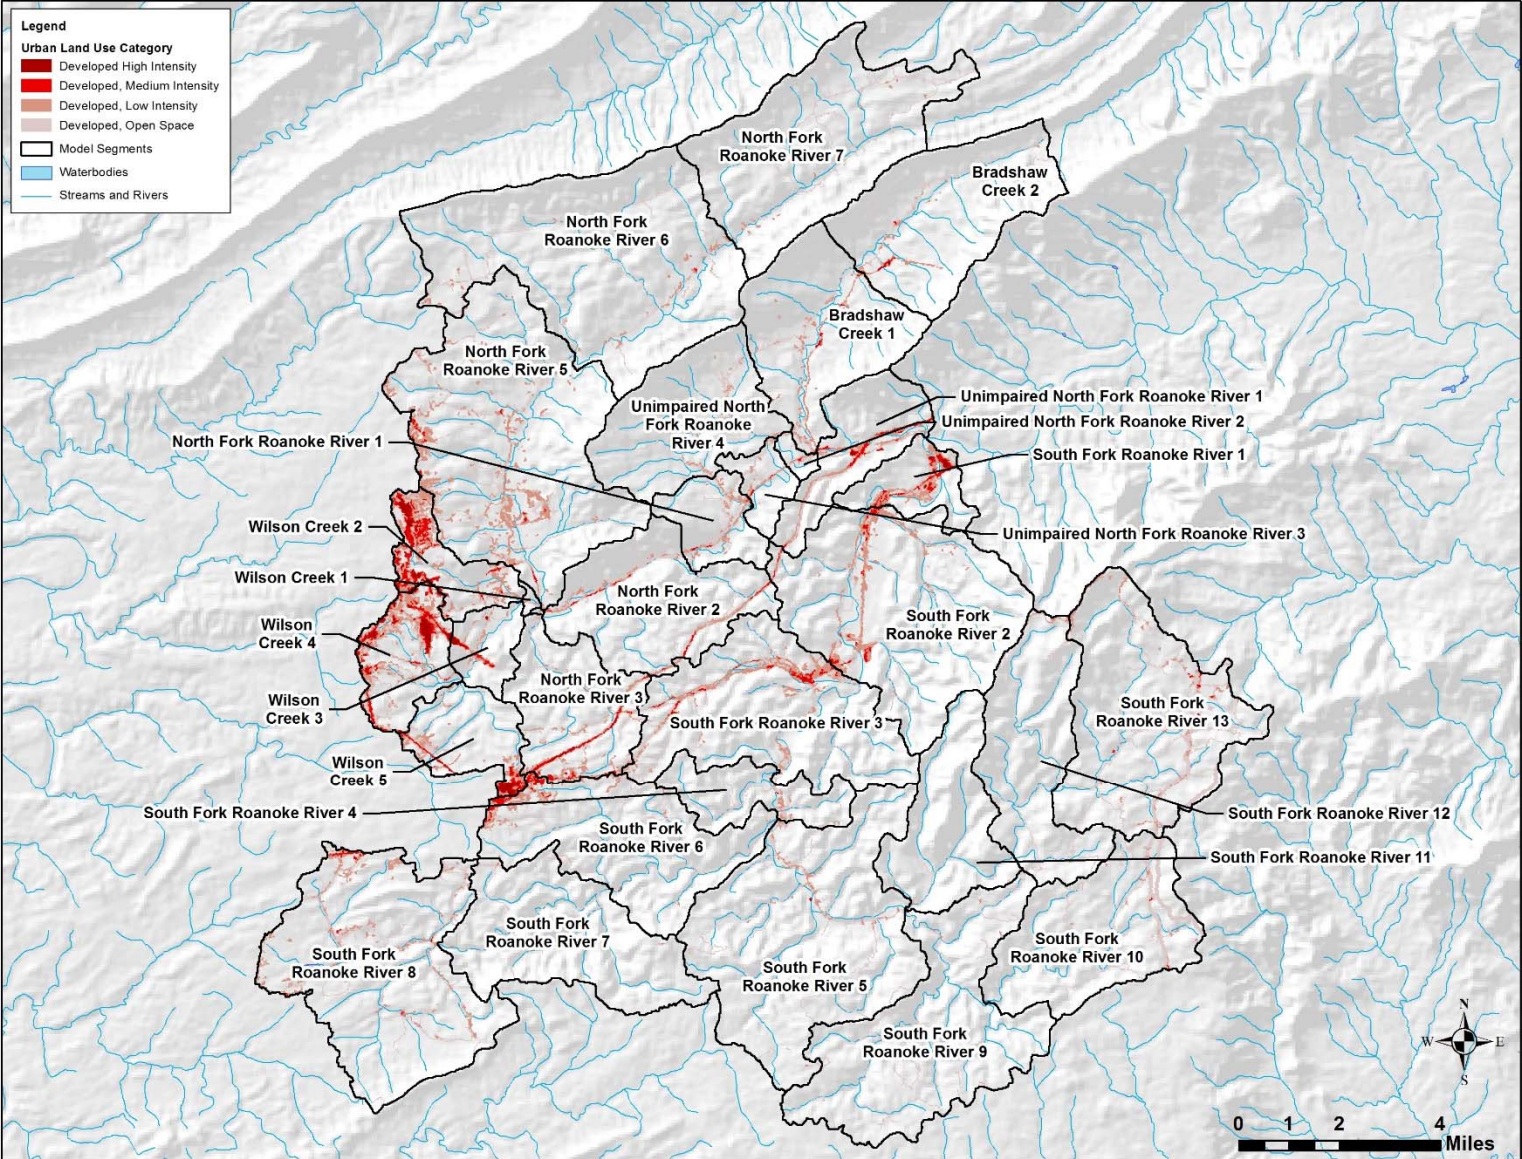 Legend
Urban Land Use Category
Developed High Intensity
Developed, Medium Intensity
Developed, Low Intensity
Developed, Open Space
Model Segments
Waterbodies
Streams and Rivers
North Fork
Roanoke River 7
Bradshaw
Creek 2
North Fork
Roanoke River 6
Bradshaw
Creek 1
North Fork
Roanoke River 5
Unimpaired North Fork Roanoke River 1
Unimpaired North
Fork Roanoke
River 4
Unimpaired North Fork Roanoke River 2
North Fork Roanoke River 1
South Fork Roanoke River 1
Wilson Creek 2
Unimpaired North Fork Roanoke River 3
Wilson Creek 1
North Fork
Roanoke River 2
South Fork
Roanoke River 2
Wilson
Creek 4
North Fork
Roanoke River 3
Wilson
Creek 3
South Fork
Roanoke River 13
South Fork Roanoke River 3
Wilson
Creek 5
South Fork Roanoke River 4
South Fork Roanoke River 12
South Fork
Roanoke River 6
South Fork Roanoke River 11
South Fork
Roanoke River 7
South Fork
Roanoke River 10
South Fork
Roanoke River 8
South Fork
Roanoke River 5
South Fork
Roanoke River 9
N
W E
S
0 1 2 4
Miles